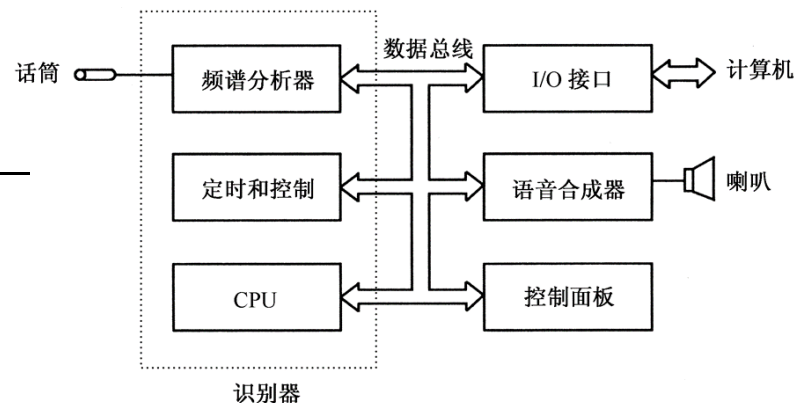 数据总线
话筒
频谱分析器
I/O 接口
计算机
定时和控制
语音合成器
喇叭
CPU
控制面板
识别器